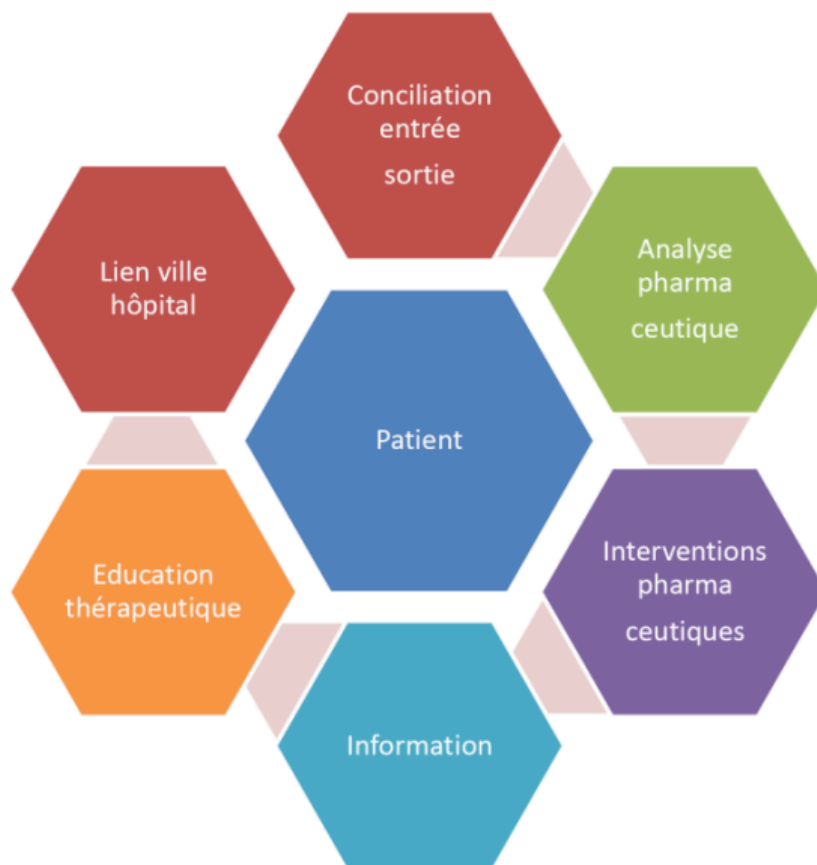 Conciliation
entrée
sortie
Analyse
pharma
ceutique
Interventions
pharma
ceutiques
Information
Education
thérapeutique
Lien ville
hôpital
Patient